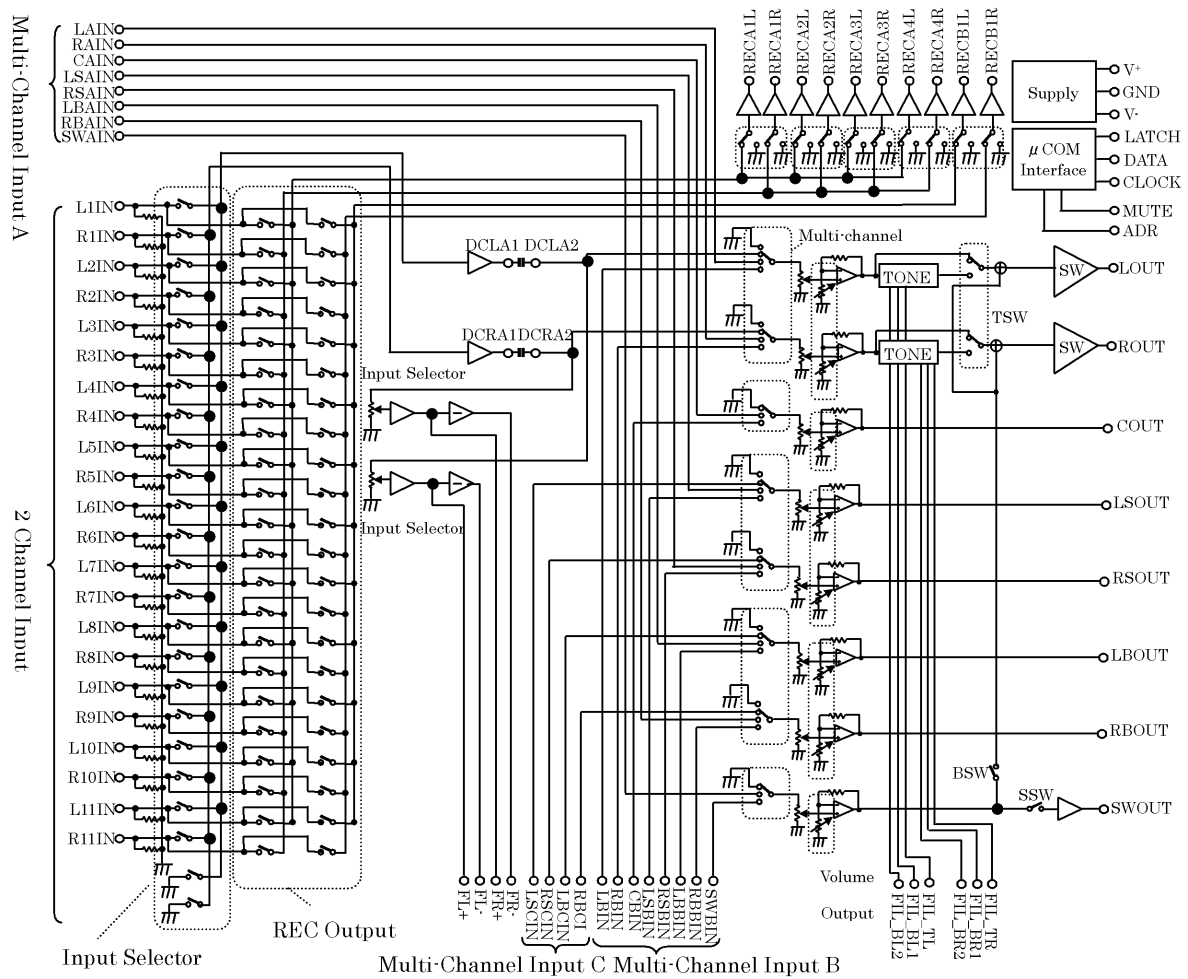 Multi-Channel Input A
LAIN
RAIN
CAIN
LSAIN
RSAIN
LBAIN
RBAIN
SWAIN
RECA1L
RECA1R
RECA2L
RECA2R
RECA3L
RECA3R
RECA4L
RECA4R
RECB1L
RECB1R
Supply
V+
GND
V-
μCOM
Interface
LATCH
DATA
CLOCK
MUTE
ADR
2 Channel Input
L1IN
R1IN
L2IN
R2IN
L3IN
R3IN
L4IN
R4IN
L5IN
R5IN
L6IN
R6IN
L7IN
R7IN
L8IN
R8IN
L9IN
R9IN
L10IN
R10IN
L11IN
R11IN
DCLA1 DCLA2
DCRA1DCRA2
Input Selector
Input Selector
Multi-channel
TONE
TONE
TSW
SW
SW
LOUT
ROUT
COUT
LSOUT
RSOUT
LBOUT
RBOUT
BSW
SSW
SWOUT
Volume
Output
FL+
FL-
FR+
FR-
LSCIN
RSCIN
LBCIN
RBCI
LBIN
RBIN
CBIN
LSBIN
RSBIN
LBBIN
RBBIN
SWBIN
FIL_BL2
FIL_BL1
FIL_TL
FIL_BR2
FIL_BR1
FIL_TR
REC Output
Input Selector
Multi-Channel Input C
Multi-Channel Input B